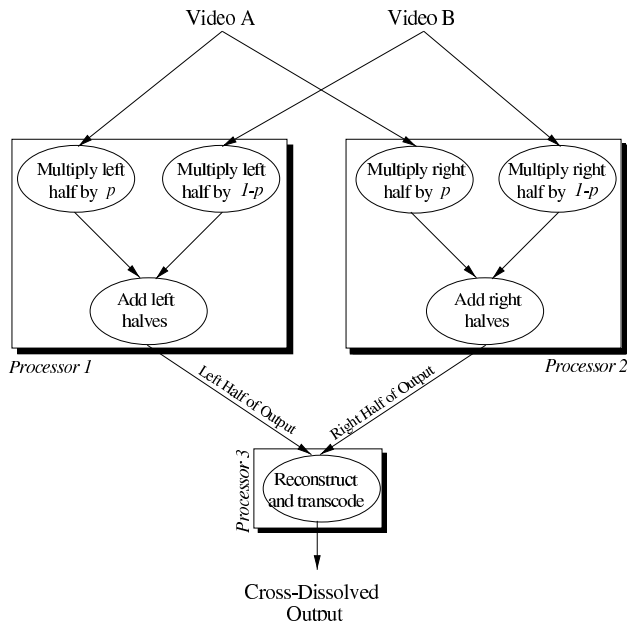 Video A
Video B
Multiply left
half by p
Multiply left
half by 1-p
Multiply right
half by p
Multiply right
half by 1-p
Add left
halves
Add right
halves
Processor 1
Processor 2
Left Half of Output
Right Half of Output
Processor 3
Reconstruct
and transcode
Cross-Dissolved
Output